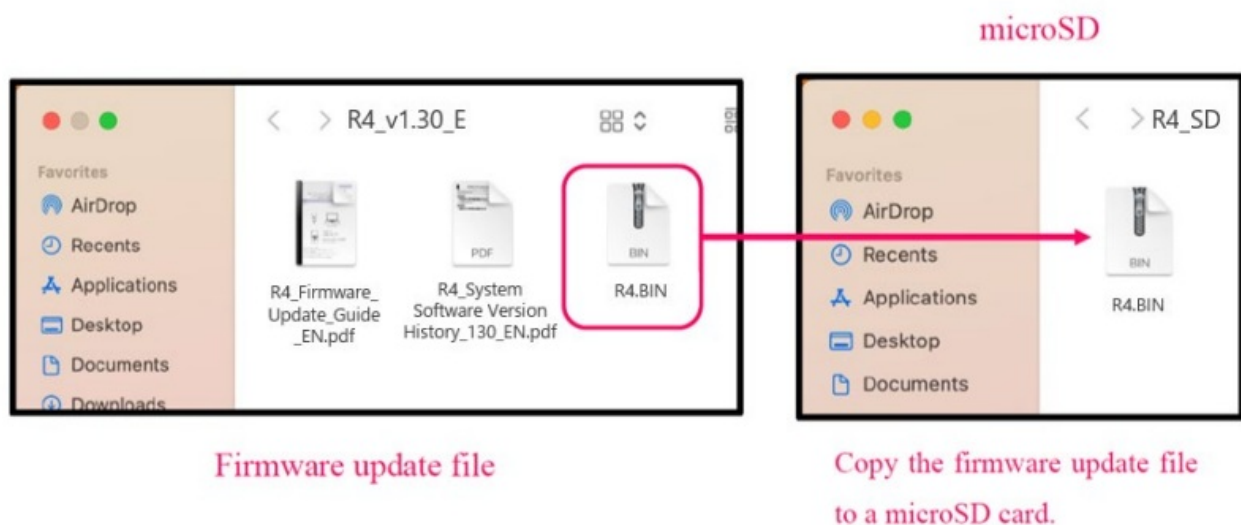 microSD
R4_v1.30_E
Favorites
AirDrop
Recents
Applications
Desktop
Documents
Downloads
PDF
BIN
R4_Firmware_
Update_Guide
_EN.pdf
R4_System
Software Version
History_130_EN.pdf
R4.BIN
R4_SD
Favorites
AirDrop
Recents
Applications
Desktop
Documents
BIN
R4.BIN
Firmware update file
Copy the firmware update file
to a microSD card.